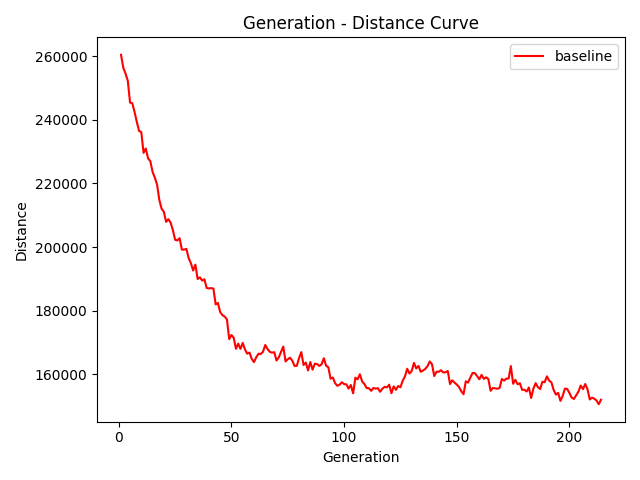 Generation - Distance Curve
baseline
260000
240000
220000
200000
180000
160000
Distance
0
50
100
150
200
Generation